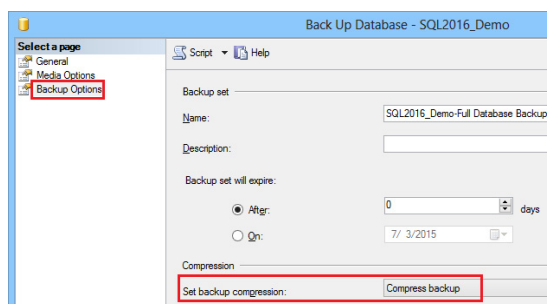 Back Up Database - SQL2016_Demo
Select a page
General
Media Options
Backup Options
Script Help
Backup set
Name: SQL2016_Demo-Full Database Backup
Description:
Backup set will expire:
After: 0 days
On: 7/ 3/2015
Compression
Set backup compression: Compress backup